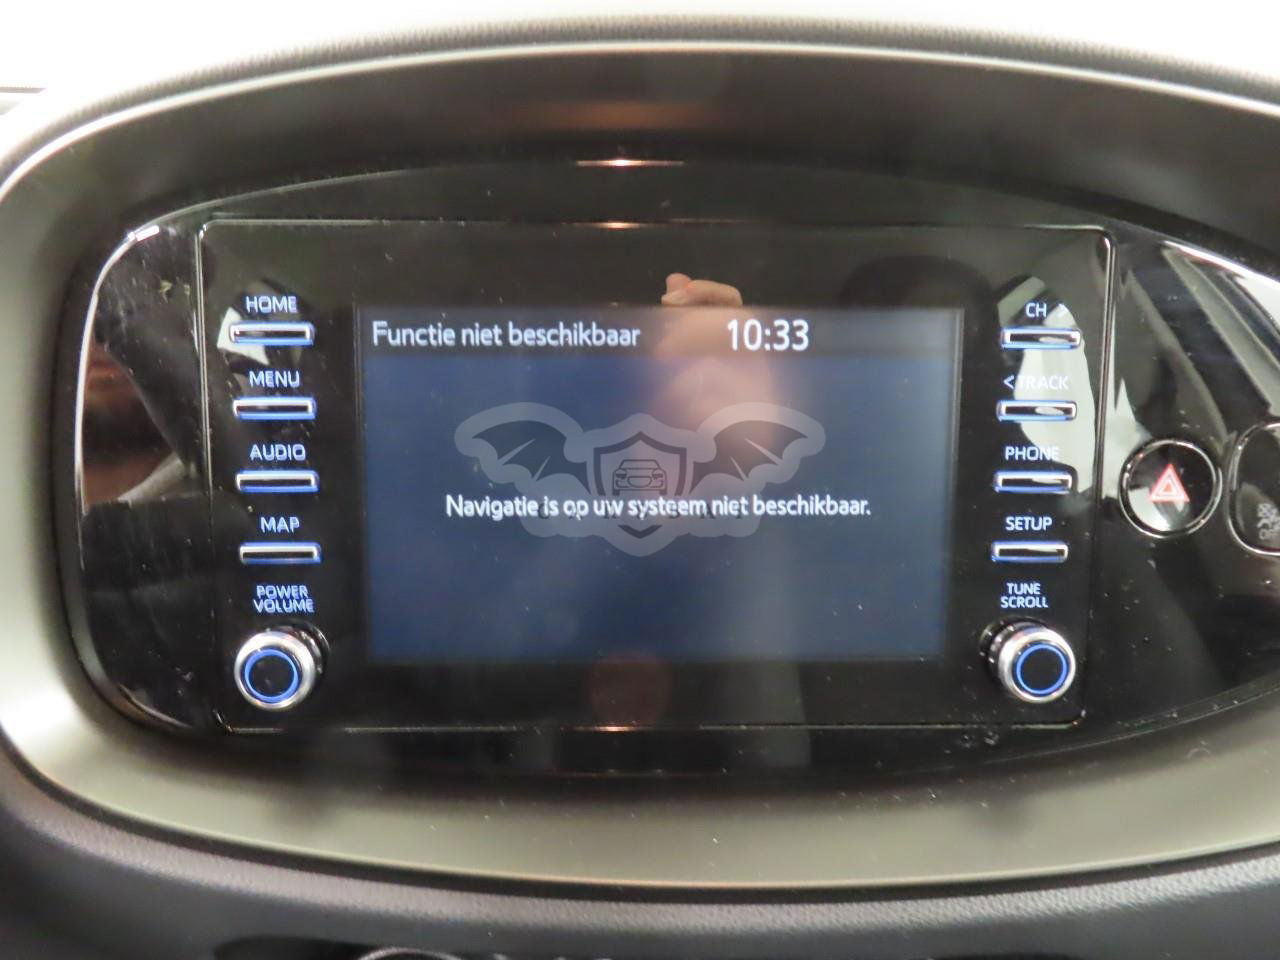 HOME
MENU
AUDIO
MAP
POWER
VOLUME
Functie niet beschikbaar 10:33
Navigatie is op uw systeem niet beschikbaar.
CH
<TRACK
PHONE
SETUP
TUNE
SCROLL